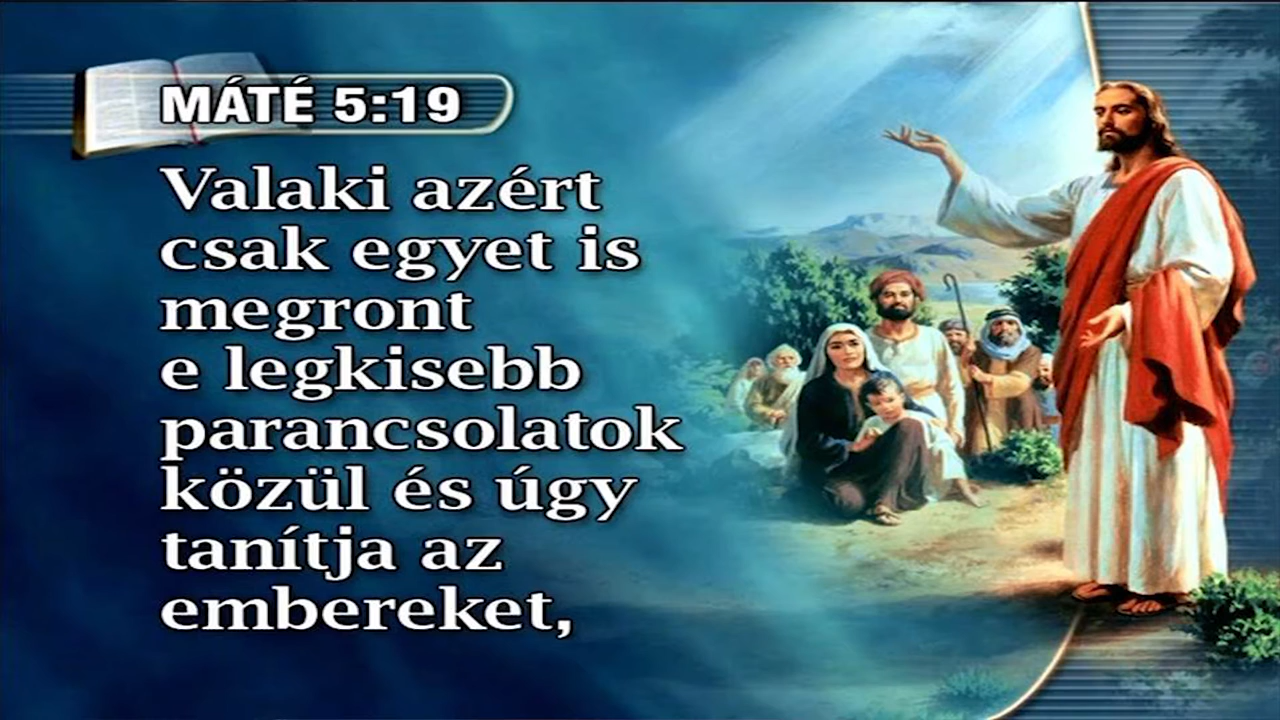 MÁTÉ 5:19
Valaki azért
csak egyet is
megront
e legkisebb
parancsolatok
közül és úgy
tanítja az
embereket,